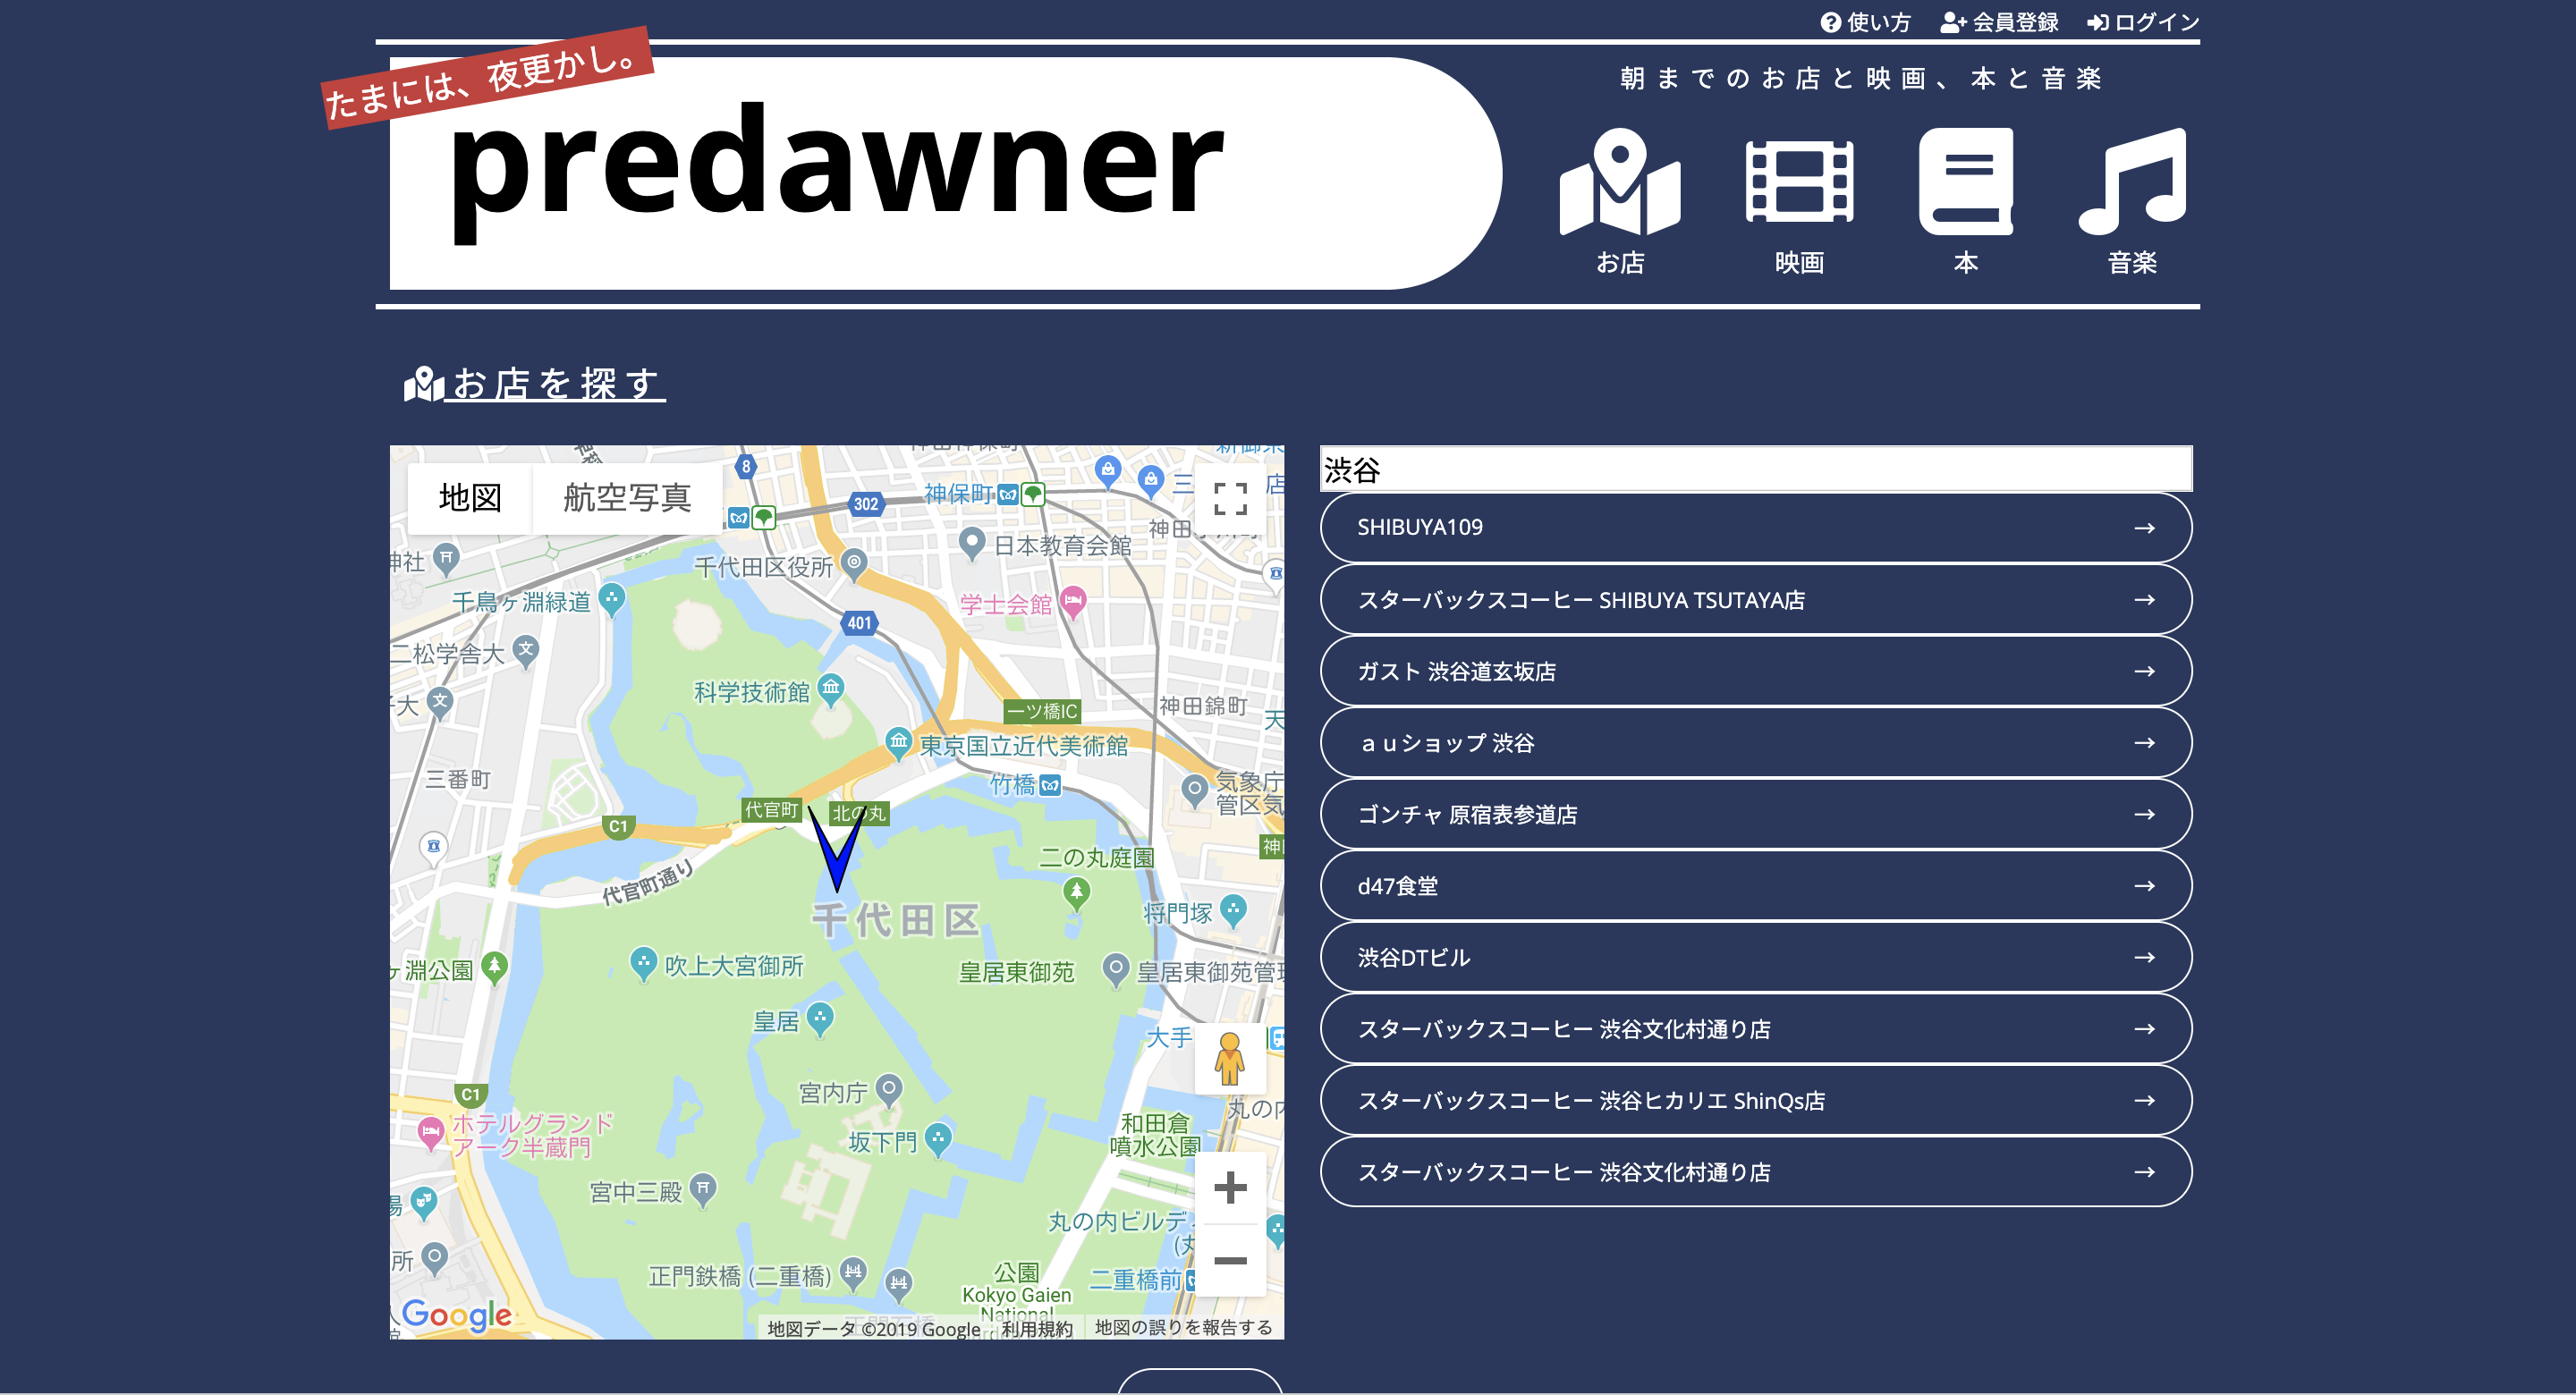 使い方 会員登録 ログイン
たまには、夜更かし。
predawner
朝までのお店と映画、本と音楽
お店 映画 本 音楽
お店を探す
地図 航空写真
8
302
神保町
三
店
神田
日本教育会館
神社
千代田区役所
千鳥ヶ淵緑道
学士会館
401
二松学舎大
科学技術館
大
一ツ橋IC
神田錦町
天
東京国立近代美術館
三番町
竹橋
気象庁
管区気
代官町
北の丸
C1
神
二の丸庭園
代官町通り
千代田区
将門塚
吹上大宮御所
ヶ淵公園
皇居東御苑
皇居東御苑管理
皇居
大手
宮内庁
C1
丸の内
ホテルグランド
アーク半蔵門
和田倉
噴水公園
坂下門
宮中三殿
場
丸の内ビルデ
所
正門鉄橋 (二重橋)
公園
Kokyo Gaien
National
二重橋前
Google
地図データ ©2019 Google 利用規約 地図の誤りを報告する
渋谷
SHIBUYA109 →
スターバックスコーヒー SHIBUYA TSUTAYA店 →
ガスト 渋谷道玄坂店 →
ａｕショップ 渋谷 →
ゴンチャ 原宿表参道店 →
d47食堂 →
渋谷DTビル →
スターバックスコーヒー 渋谷文化村通り店 →
スターバックスコーヒー 渋谷ヒカリエ ShinQs店 →
スターバックスコーヒー 渋谷文化村通り店 →